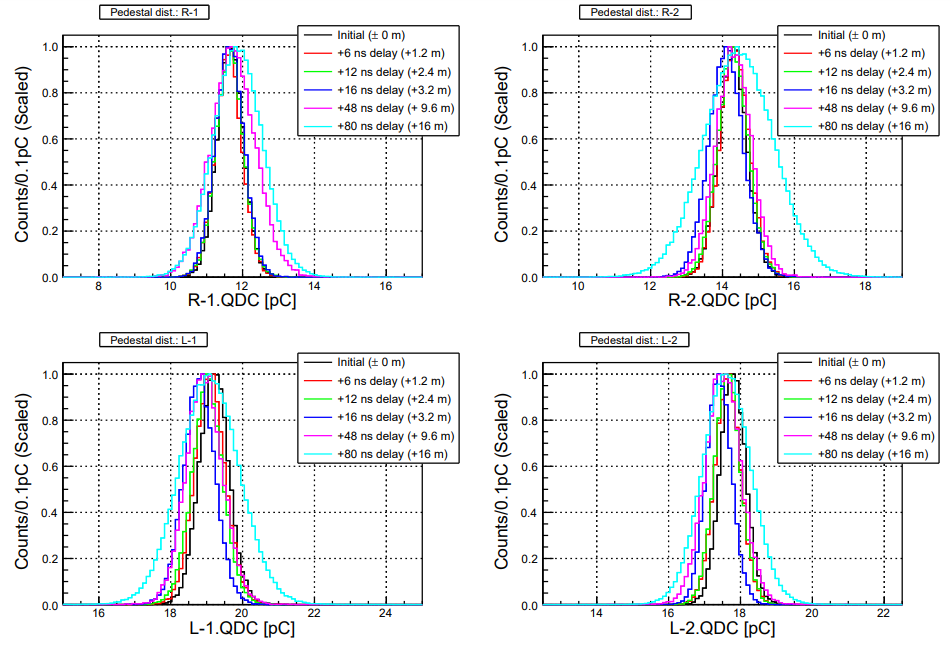 Pedestal dist.: R-1
Counts/0.1pC (Scaled)
1.0
0.8
0.6
0.4
0.2
0.0
8
10
12
14
16
R-1.QDC [pC]
Initial (± 0 m)
+6 ns delay (+1.2 m)
+12 ns delay (+2.4 m)
+16 ns delay (+3.2 m)
+48 ns delay (+ 9.6 m)
+80 ns delay (+16 m)
Pedestal dist.: R-2
Counts/0.1pC (Scaled)
1.0
0.8
0.6
0.4
0.2
0.0
10
12
14
16
18
R-2.QDC [pC]
Initial (± 0 m)
+6 ns delay (+1.2 m)
+12 ns delay (+2.4 m)
+16 ns delay (+3.2 m)
+48 ns delay (+ 9.6 m)
+80 ns delay (+16 m)
Pedestal dist.: L-1
Counts/0.1pC (Scaled)
1.0
0.8
0.6
0.4
0.2
0.0
16
18
20
22
24
L-1.QDC [pC]
Initial (± 0 m)
+6 ns delay (+1.2 m)
+12 ns delay (+2.4 m)
+16 ns delay (+3.2 m)
+48 ns delay (+ 9.6 m)
+80 ns delay (+16 m)
Pedestal dist.: L-2
Counts/0.1pC (Scaled)
1.0
0.8
0.6
0.4
0.2
0.0
14
16
18
20
22
L-2.QDC [pC]
Initial (± 0 m)
+6 ns delay (+1.2 m)
+12 ns delay (+2.4 m)
+16 ns delay (+3.2 m)
+48 ns delay (+ 9.6 m)
+80 ns delay (+16 m)